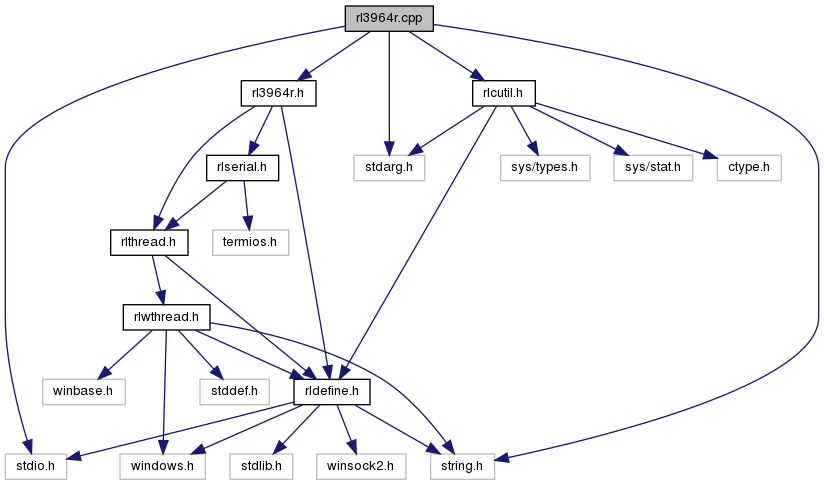 rl3964r.cpp
rl3964r.h
rlcutil.h
rlserial.h
stdarg.h
sys/types.h
sys/stat.h
ctype.h
rlthread.h
termios.h
rlwthread.h
winbase.h
stddef.h
rldefine.h
stdio.h
windows.h
stdlib.h
winsock2.h
string.h